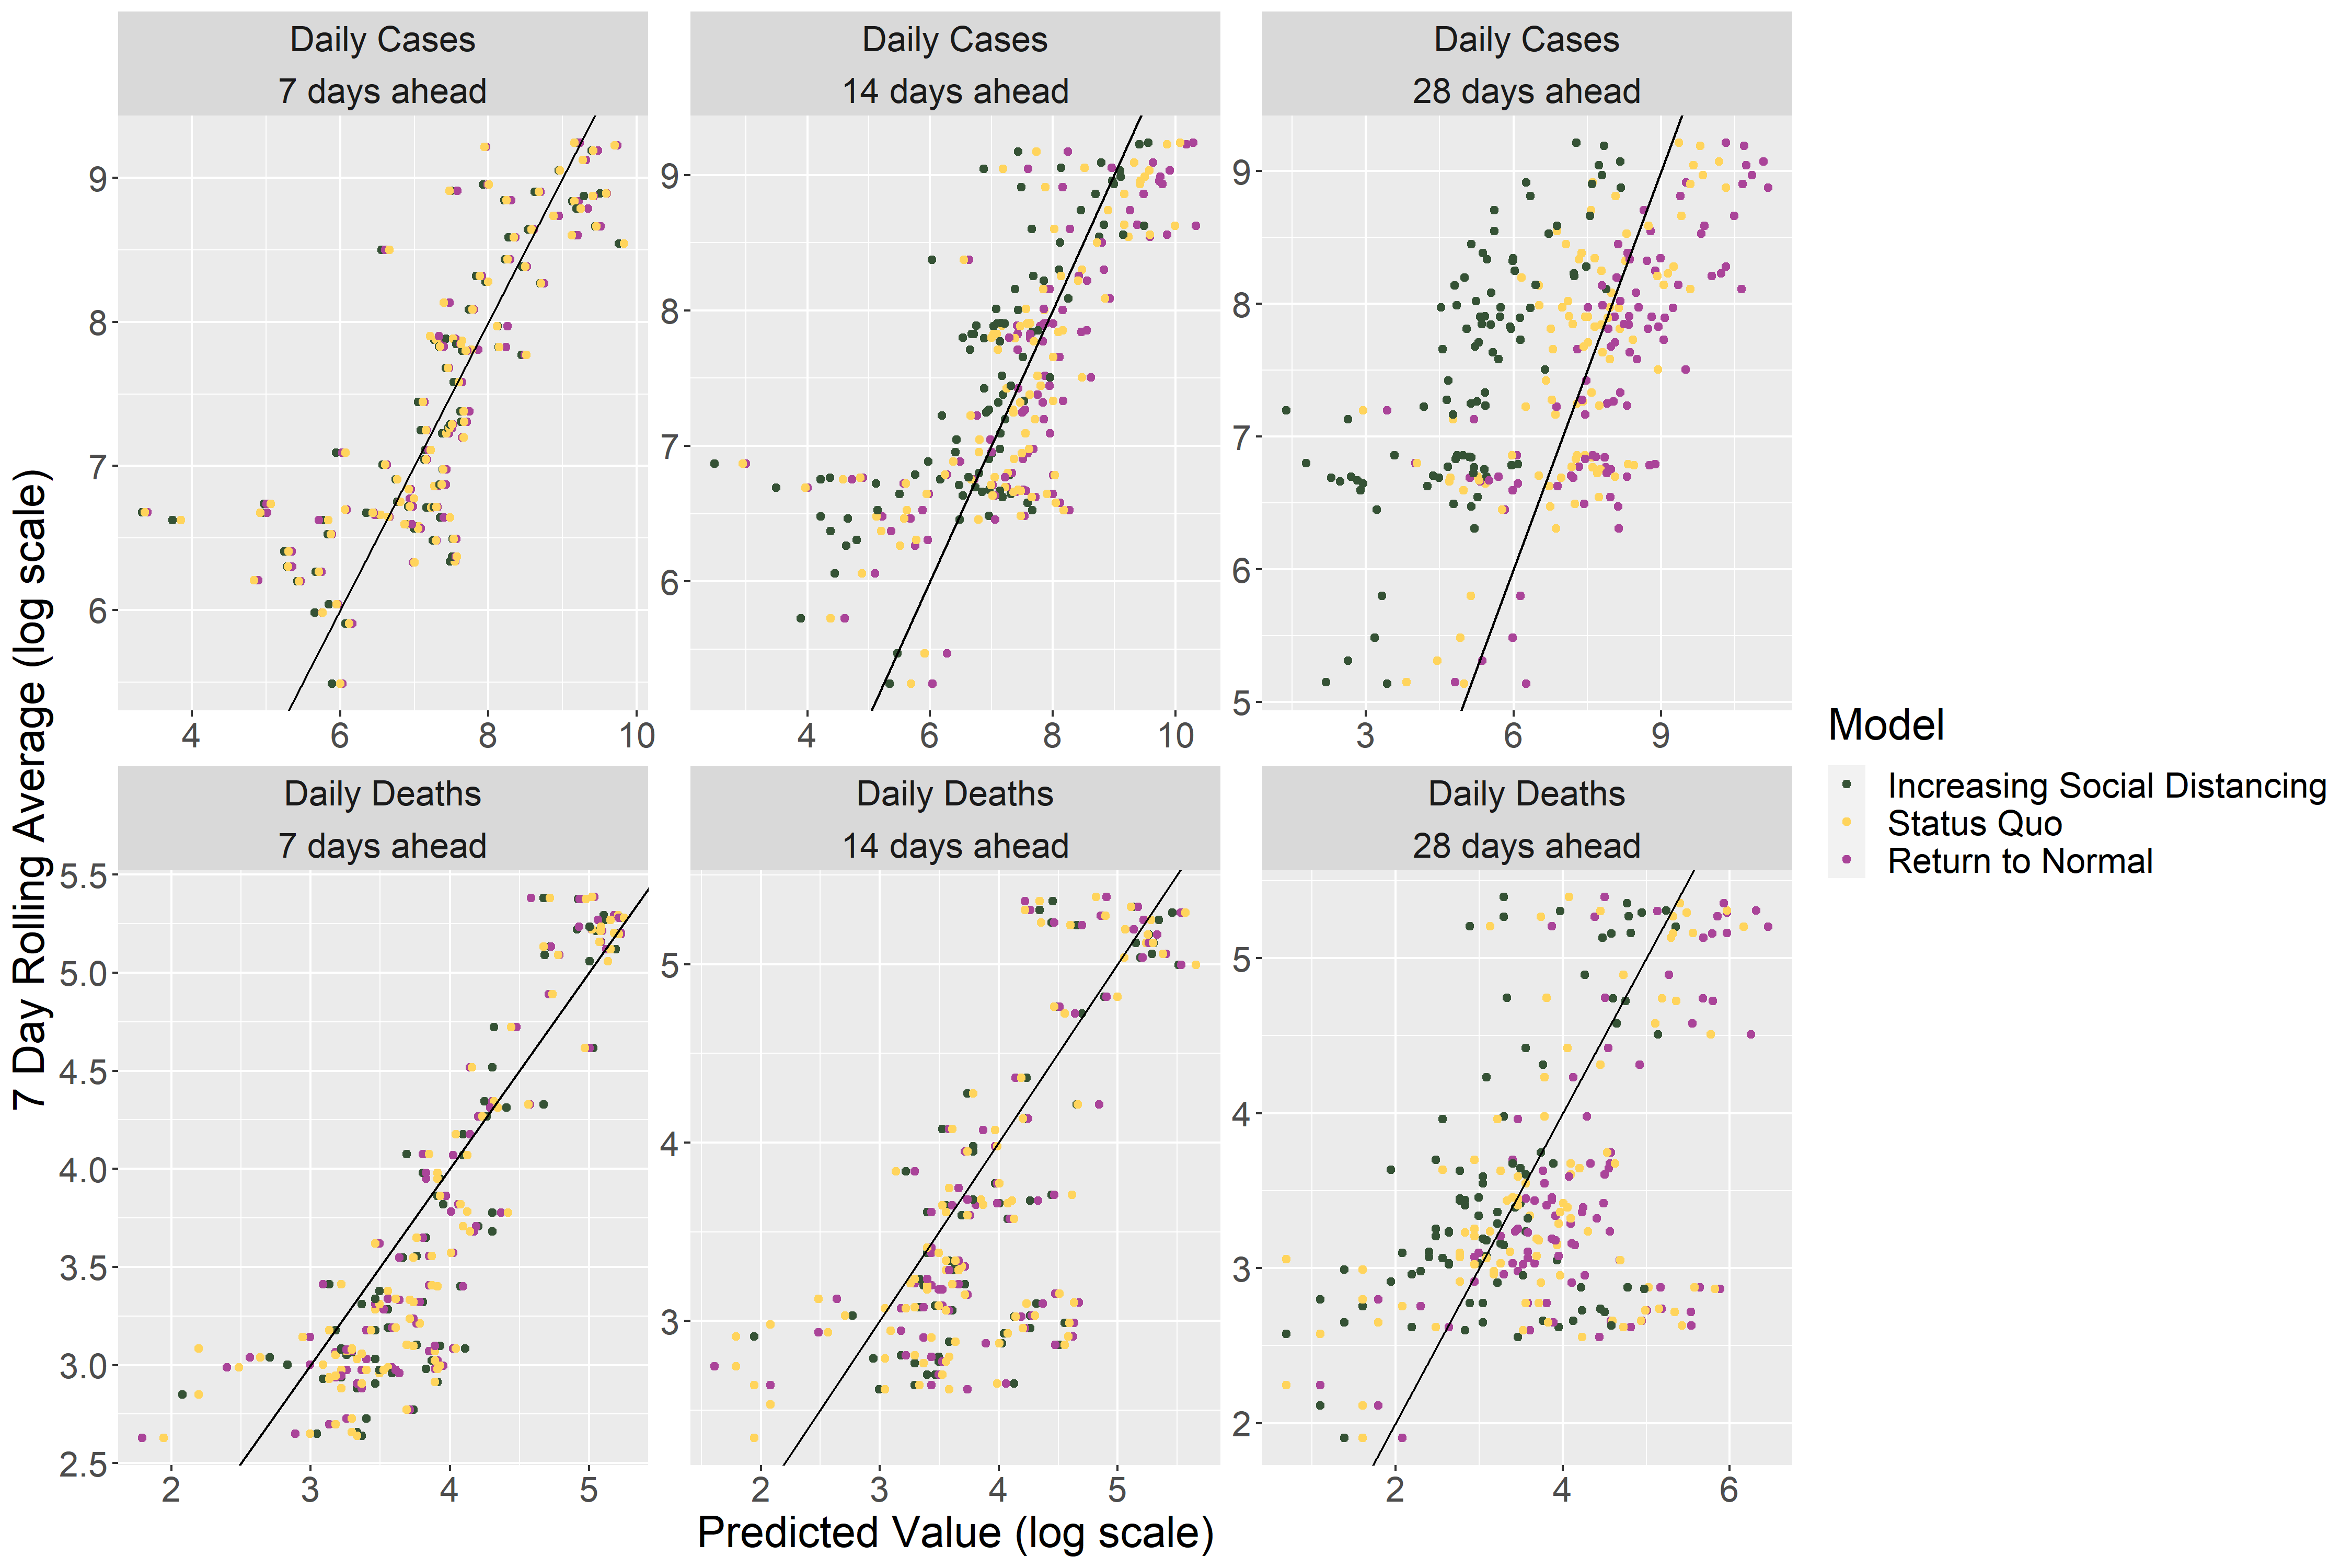 Daily Cases
7 days ahead
Daily Cases
14 days ahead
Daily Cases
28 days ahead
9
8
7
6
4
6
8
10
9
8
7
6
4
6
8
10
9
8
7
6
5
3
6
9
Daily Deaths
7 days ahead
Daily Deaths
14 days ahead
Daily Deaths
28 days ahead
5.5
5.0
4.5
4.0
3.5
3.0
2.5
2
3
4
5
5
4
3
2
3
4
5
5
4
3
2
2
4
6
7 Day Rolling Average (log scale)
Predicted Value (log scale)
Model
Increasing Social Distancing
Status Quo
Return to Normal